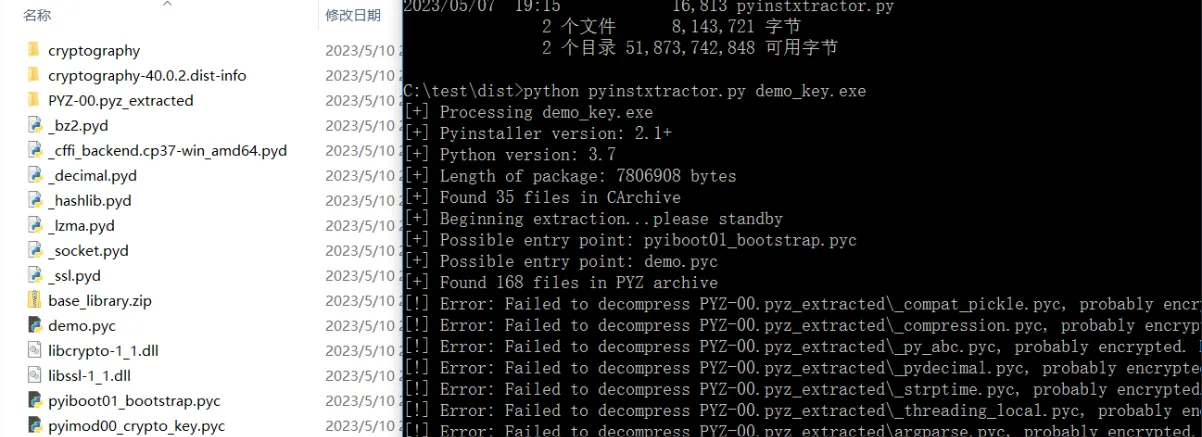 名称 修改日期
cryptography 2023/5/10
cryptography-40.0.2.dist-info 2023/5/10
PYZ-00.pyz_extracted 2023/5/10
_bz2.pyd 2023/5/10
_cffi_backend.cp37-win_amd64.pyd 2023/5/10
_decimal.pyd 2023/5/10
_hashlib.pyd 2023/5/10
_lzma.pyd 2023/5/10
_socket.pyd 2023/5/10
_ssl.pyd 2023/5/10
base_library.zip 2023/5/10
demo.pyc 2023/5/10
libcrypto-1_1.dll 2023/5/10
libssl-1_1.dll 2023/5/10
pyiboot01_bootstrap.pyc 2023/5/10
pyimod00_crypto_key.pyc 2023/5/10
2023/05/07 19:15 16,813 pyinstxtractor.py
2 个文件 8,143,721 字节
2 个目录 51,873,742,848 可用字节
C:\test\dist>python pyinstxtractor.py demo_key.exe
[+] Processing demo_key.exe
[+] Pyinstaller version: 2.1+
[+] Python version: 3.7
[+] Length of package: 7806908 bytes
[+] Found 35 files in CArchive
[+] Beginning extraction...please standby
[+] Possible entry point: pyiboot01_bootstrap.pyc
[+] Possible entry point: demo.pyc
[+] Found 168 files in PYZ archive
[!] Error: Failed to decompress PYZ-00.pyz_extracted\_compat_pickle.pyc, probably encry
[!] Error: Failed to decompress PYZ-00.pyz_extracted\_compression.pyc, probably encrypt
[!] Error: Failed to decompress PYZ-00.pyz_extracted\_py_abc.pyc, probably encrypted.
[!] Error: Failed to decompress PYZ-00.pyz_extracted\_pydecimal.pyc, probably encrypted
[!] Error: Failed to decompress PYZ-00.pyz_extracted\_strptime.pyc, probably encrypted.
[!] Error: Failed to decompress PYZ-00.pyz_extracted\_threading_local.pyc, probably en
[!] Error: Failed to decompress PYZ-00.pyz_extracted\argparse.pyc, probably encrypted.